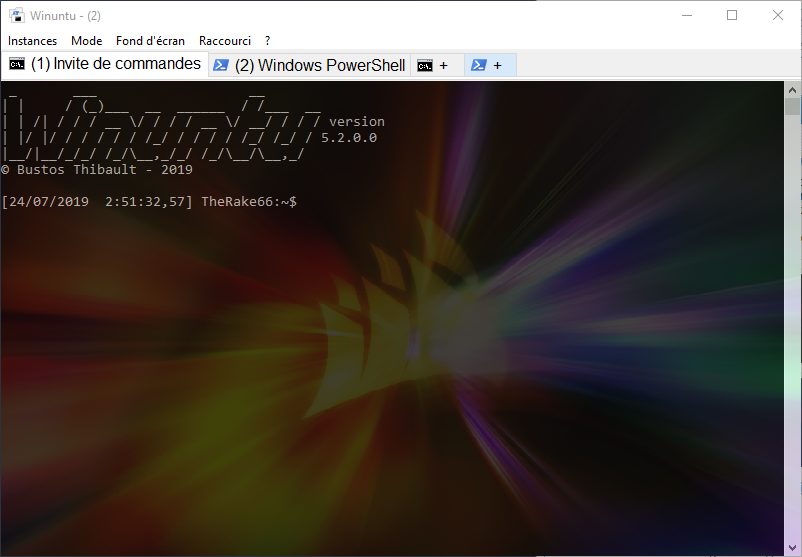 Winuntu - (2)
Instances Mode Fond d'écran Raccourci ?
(1) Invite de commandes (2) Windows PowerShell + +
Winuntu version
5.2.0.0
© Bustos Thibault - 2019
[24/07/2019  2:51:32,57] TheRake66:~$